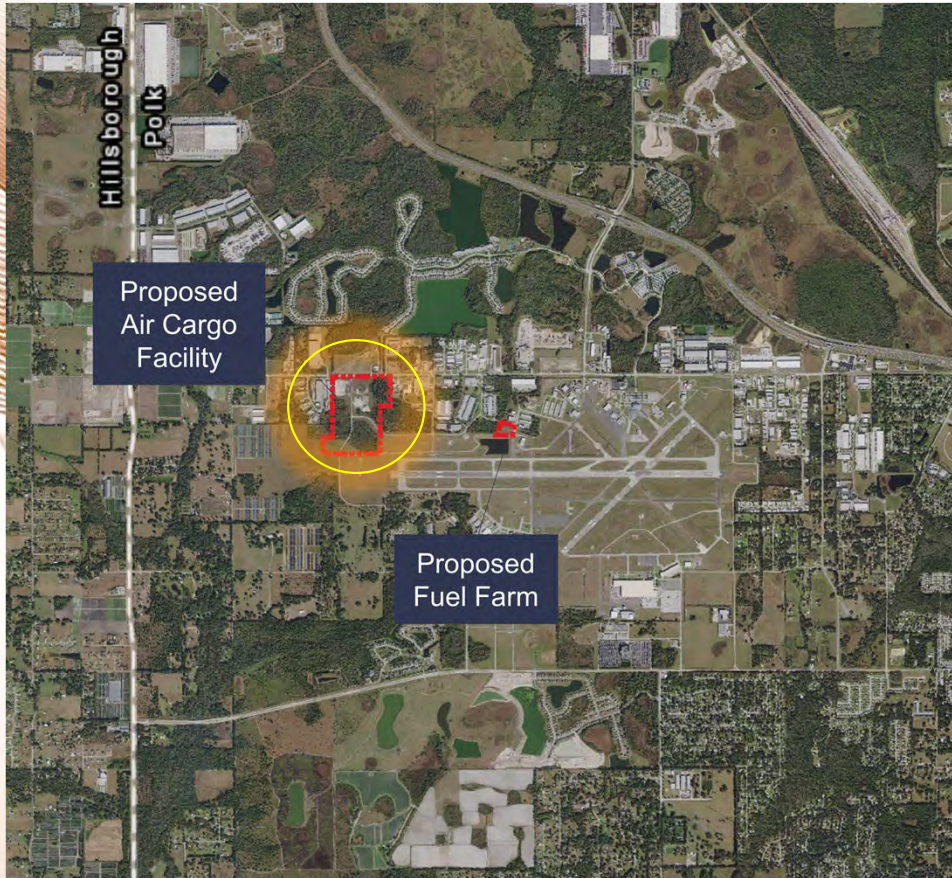 Hillsborough
Polk
Proposed
Air Cargo
Facility
Proposed
Fuel Farm